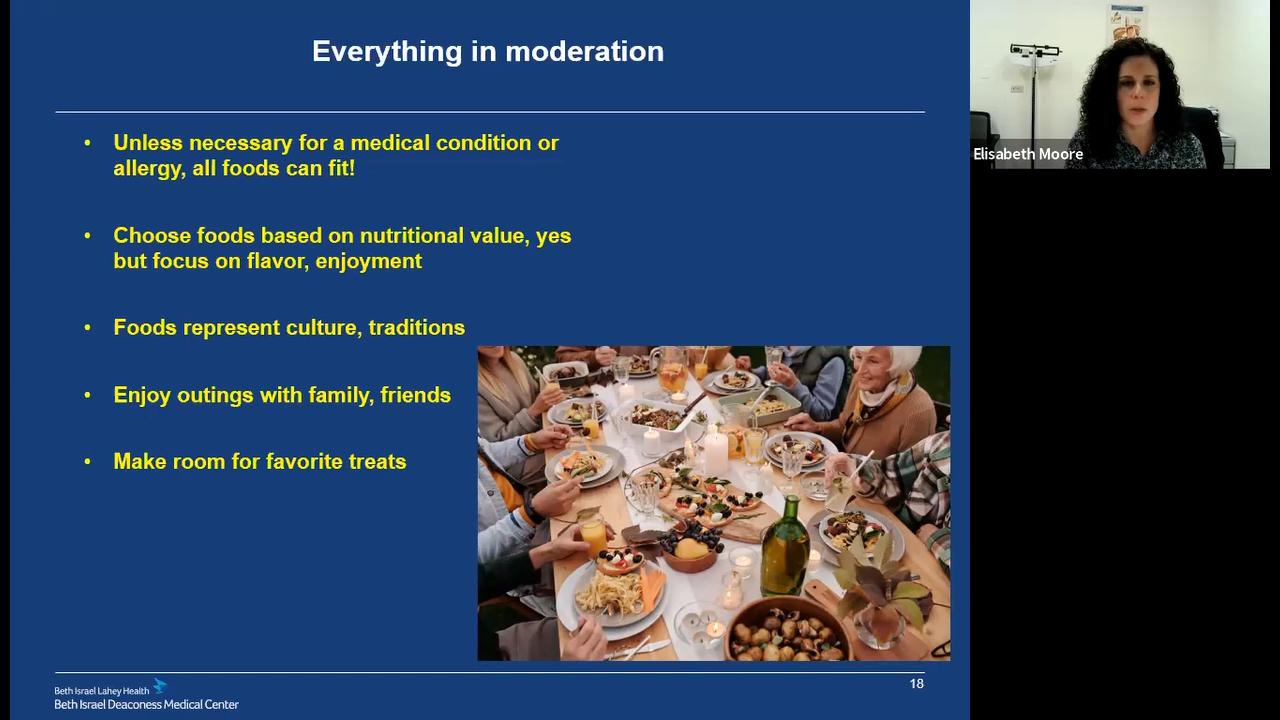 Everything in moderation
• Unless necessary for a medical condition or
allergy, all foods can fit!
• Choose foods based on nutritional value, yes
but focus on flavor, enjoyment
• Foods represent culture, traditions
• Enjoy outings with family, friends
• Make room for favorite treats
18
Beth Israel Lahey Health
Beth Israel Deaconess Medical Center
Elisabeth Moore